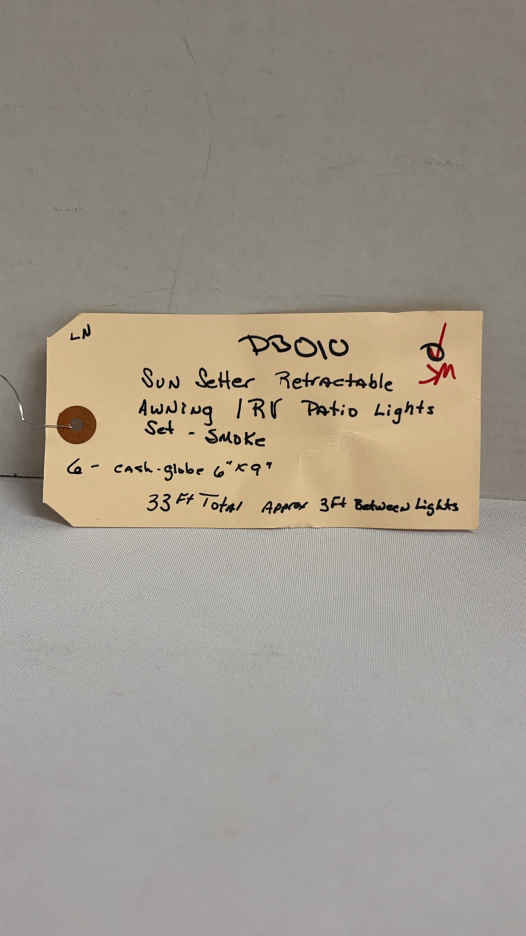 LN
DB010
Sun Setter Retractable
Awning / RV Patio Lights
Set - Smoke
6 - each-globe 6" x 9"
33 Ft Total Approx 3Ft Between Lights